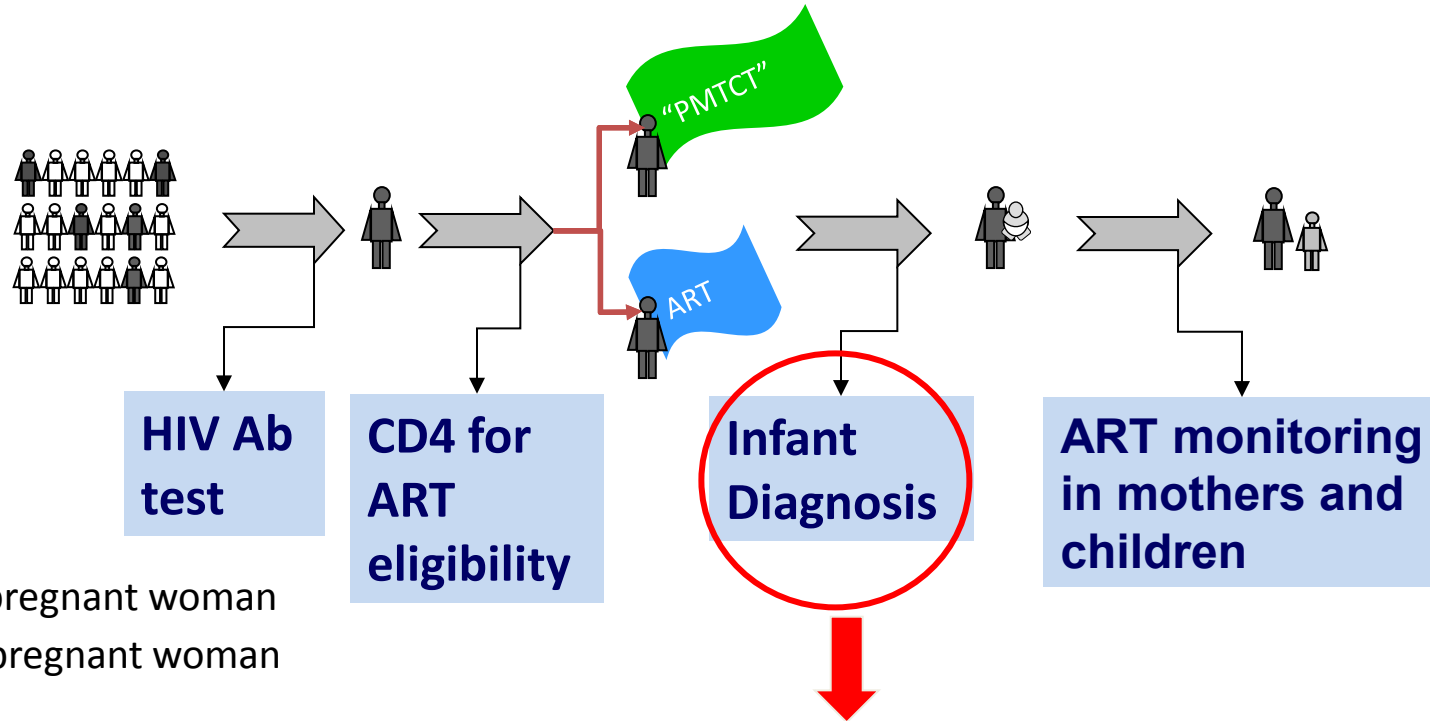 “PMTCT”
ART
HIV Ab
test
CD4 for
ART
eligibility
Infant
Diagnosis
ART monitoring
in mothers and
children
pregnant woman
pregnant woman